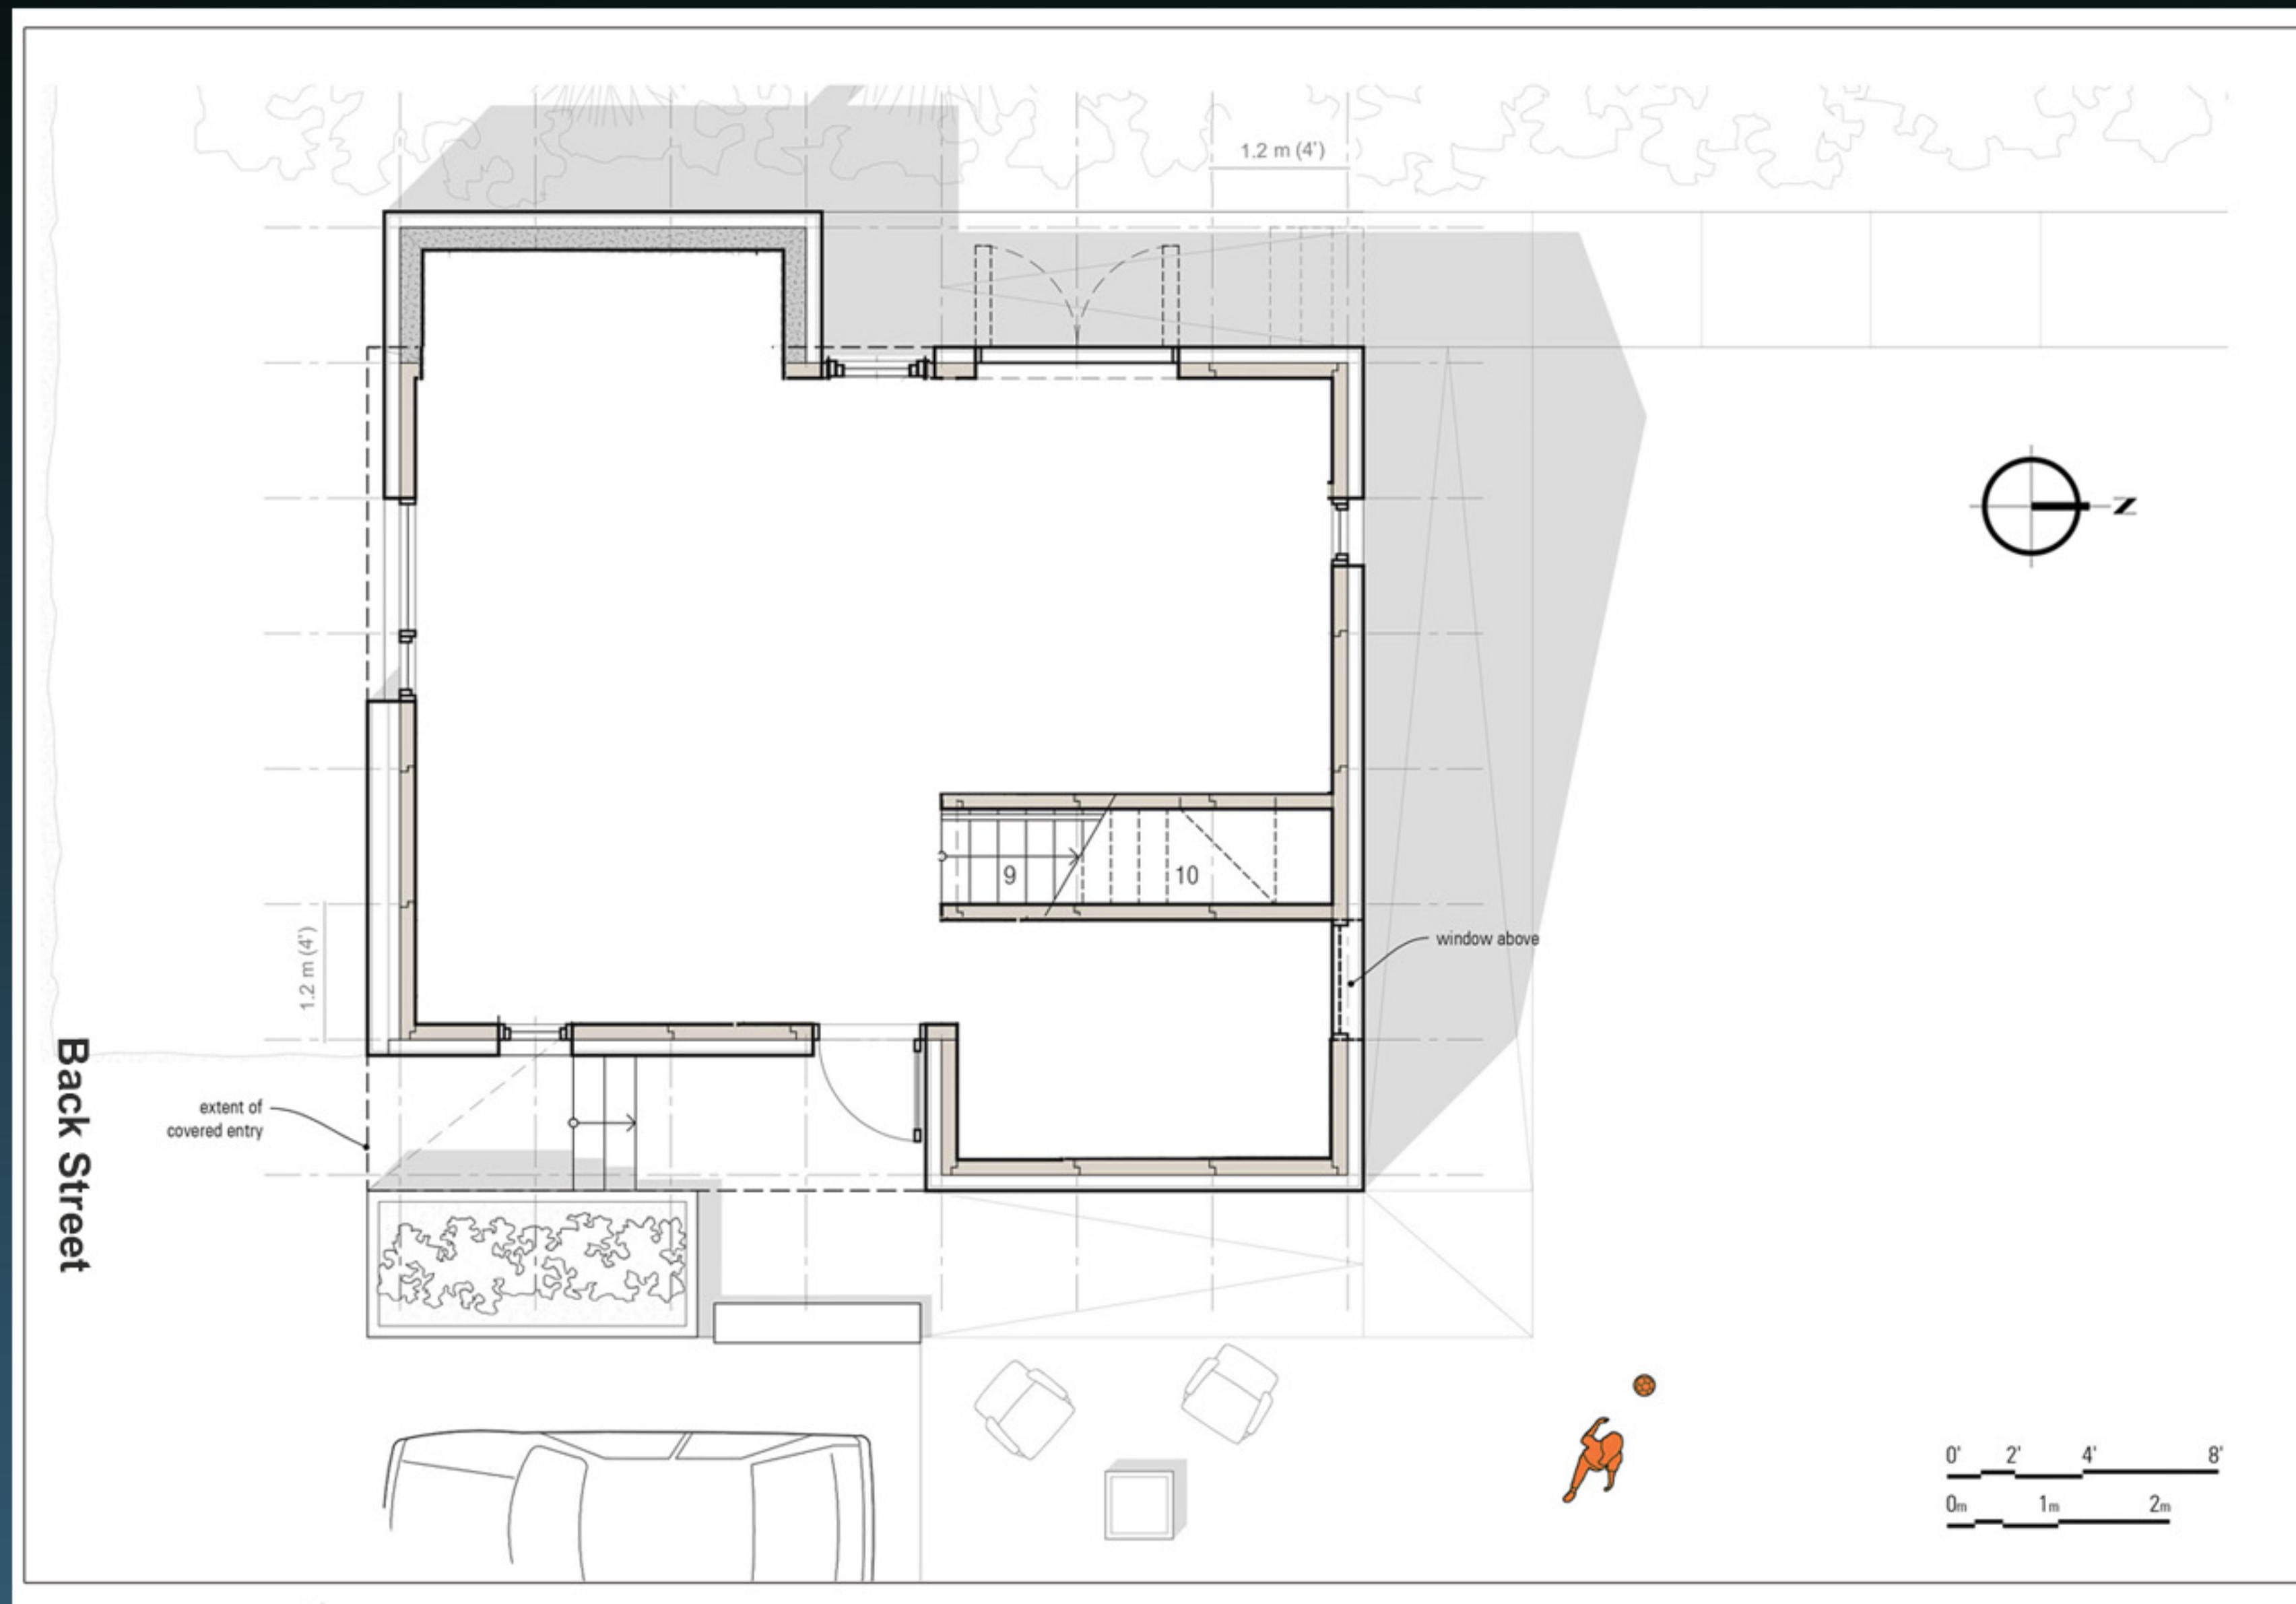 1.2 m (4')
N
9
10
window above
1.2 m (4')
Back Street
extent of
covered entry
0' 2' 4' 8'
0m 1m 2m